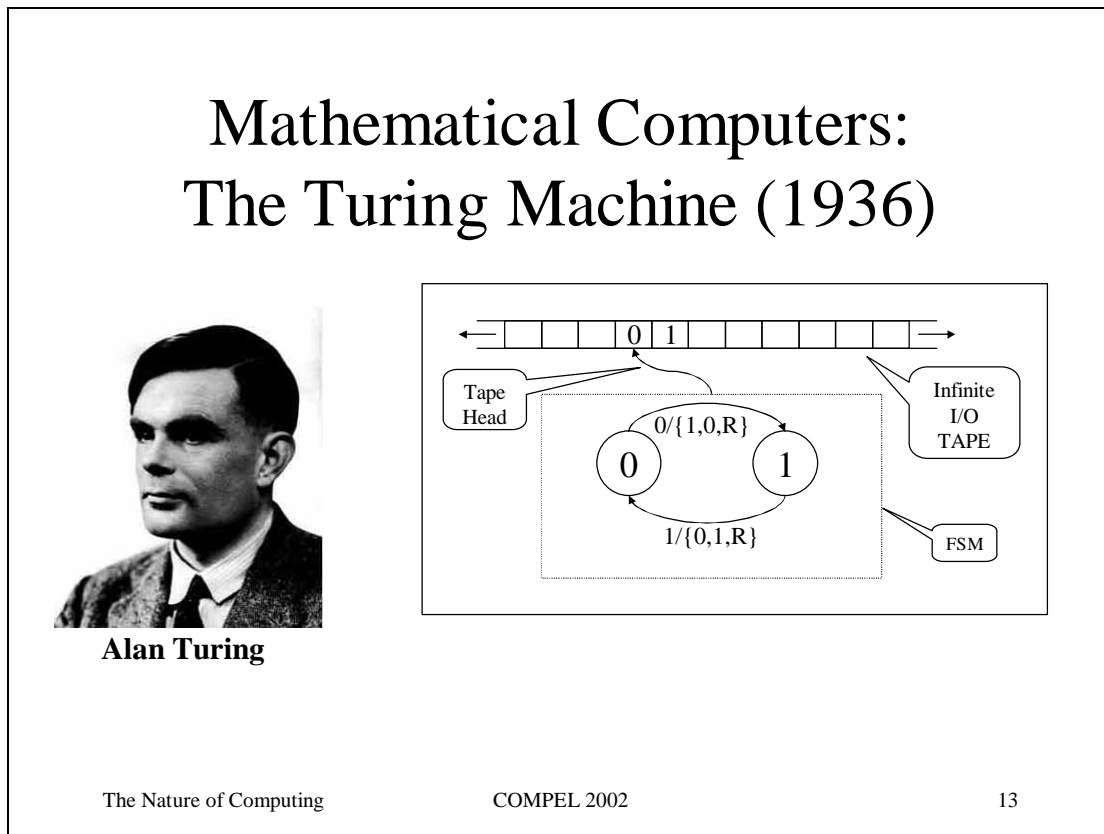 Mathematical Computers:
The Turing Machine (1936)
0 1
Tape
Head
Infinite
I/O
TAPE
0/{1,0,R}
0 1
1/{0,1,R}
FSM
Alan Turing
The Nature of Computing COMPEL 2002 13